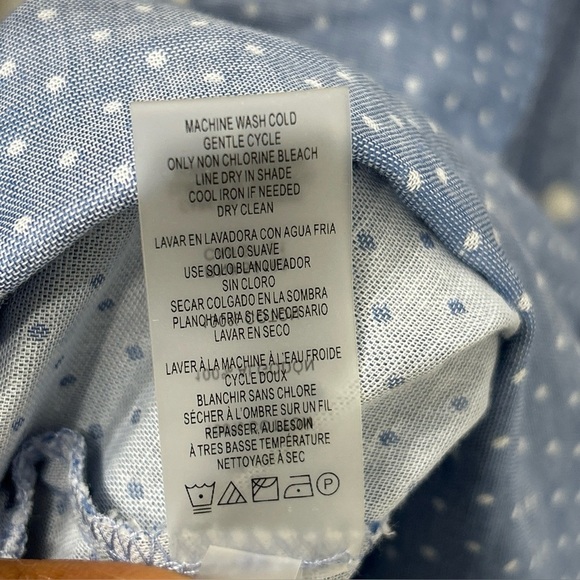 MACHINE WASH COLD
GENTLE CYCLE
ONLY NON CHLORINE BLEACH
LINE DRY IN SHADE
COOL IRON IF NEEDED
DRY CLEAN
LAVAR EN LAVADORA CON AGUA FRIA
CICLO SUAVE
USE SOLO BLANQUEADOR
SIN CLORO
SECAR COLGADO EN LA SOMBRA
PLANCHA FRIA SI ES NECESARIO
LAVAR EN SECO
LAVER À LA MACHINE À L'EAU FROIDE
CYCLE DOUX
BLANCHIR SANS CHLORE
SÈCHER À L'OMBRE SUR UN FIL
REPASSER AU BESOIN
À TRES BASSE TEMPÉRATURE
NETTOYAGE À SEC
P